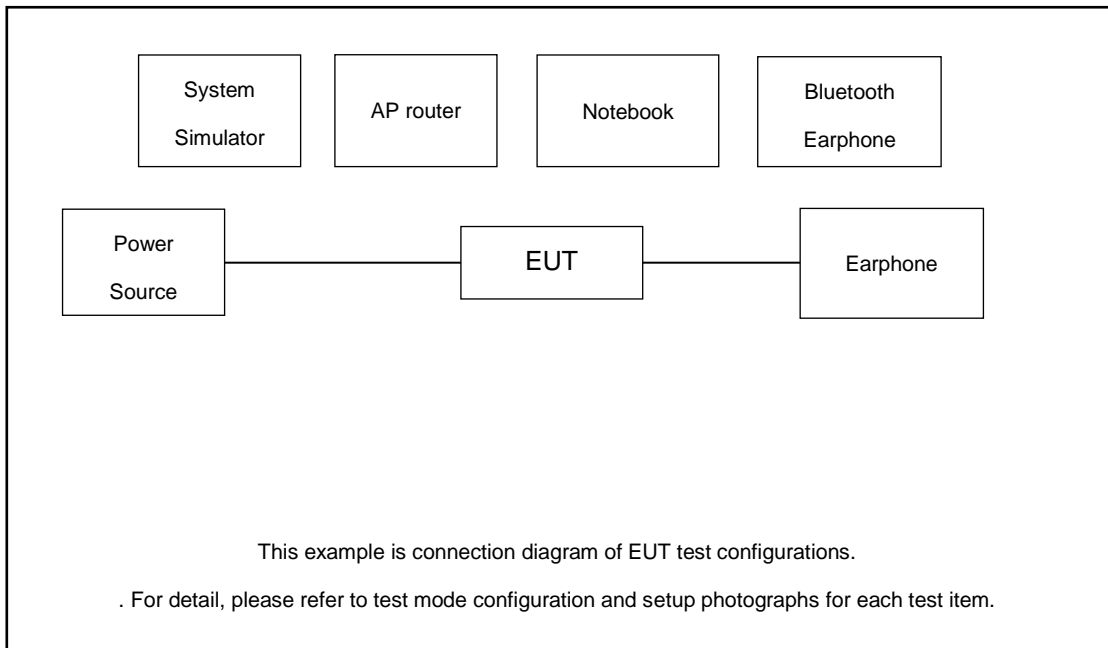 System
Simulator
AP router
Notebook
Bluetooth
Earphone
Power
Source
EUT
Earphone
This example is connection diagram of EUT test configurations.
. For detail, please refer to test mode configuration and setup photographs for each test item.